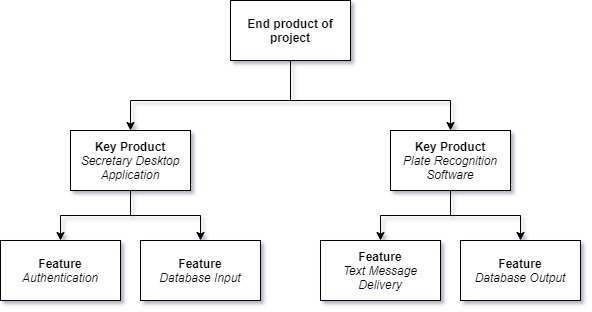 End product of
project
Key Product
Secretary Desktop
Application
Key Product
Plate Recognition
Software
Feature
Authentication
Feature
Database Input
Feature
Text Message
Delivery
Feature
Database Output